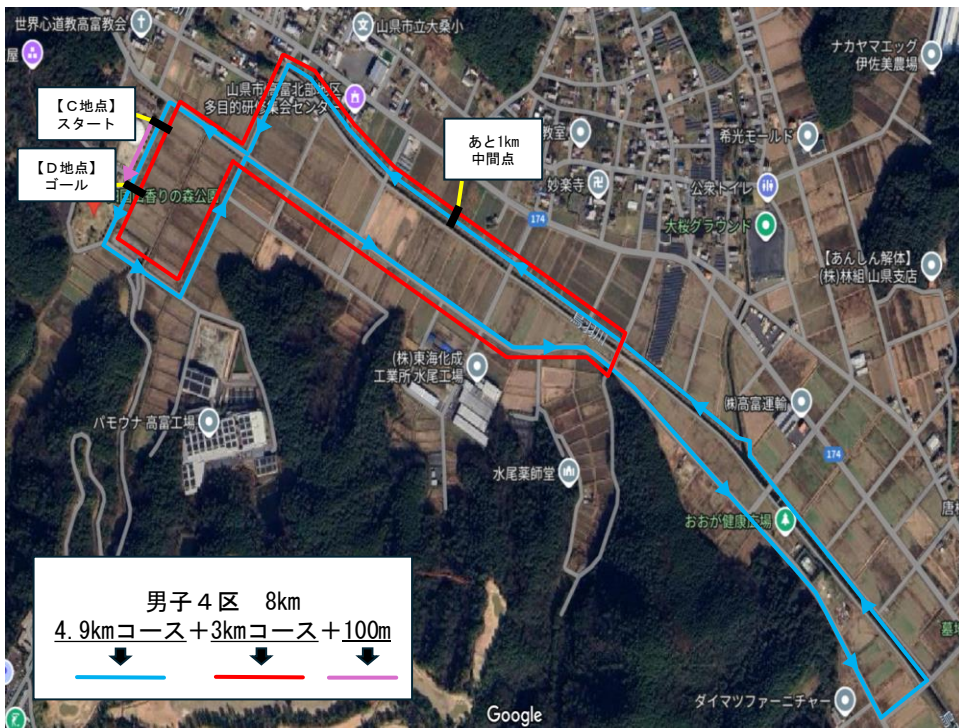 世界心道教高富教会
屋
山県市立大桑小
ナカヤマエッグ
伊佐美農場
【C地点】
スタート
【D地点】
ゴール
山県市高富北部地区
多目的研修集会センター
あと1km
中間点
教室
希光モールド
妙楽寺
公衆トイレ
174
大桜グラウンド
香りの森公園
【あんしん解体】
(株)林組 山県支店
(株)東海化成
工業所 水尾工場
パモウナ 高富工場
㈱高富運輸
174
水尾薬師堂
おおが健康広場
男子4区 8km
4.9kmコース+3kmコース+100m
ダイマツファーニチャー
Google